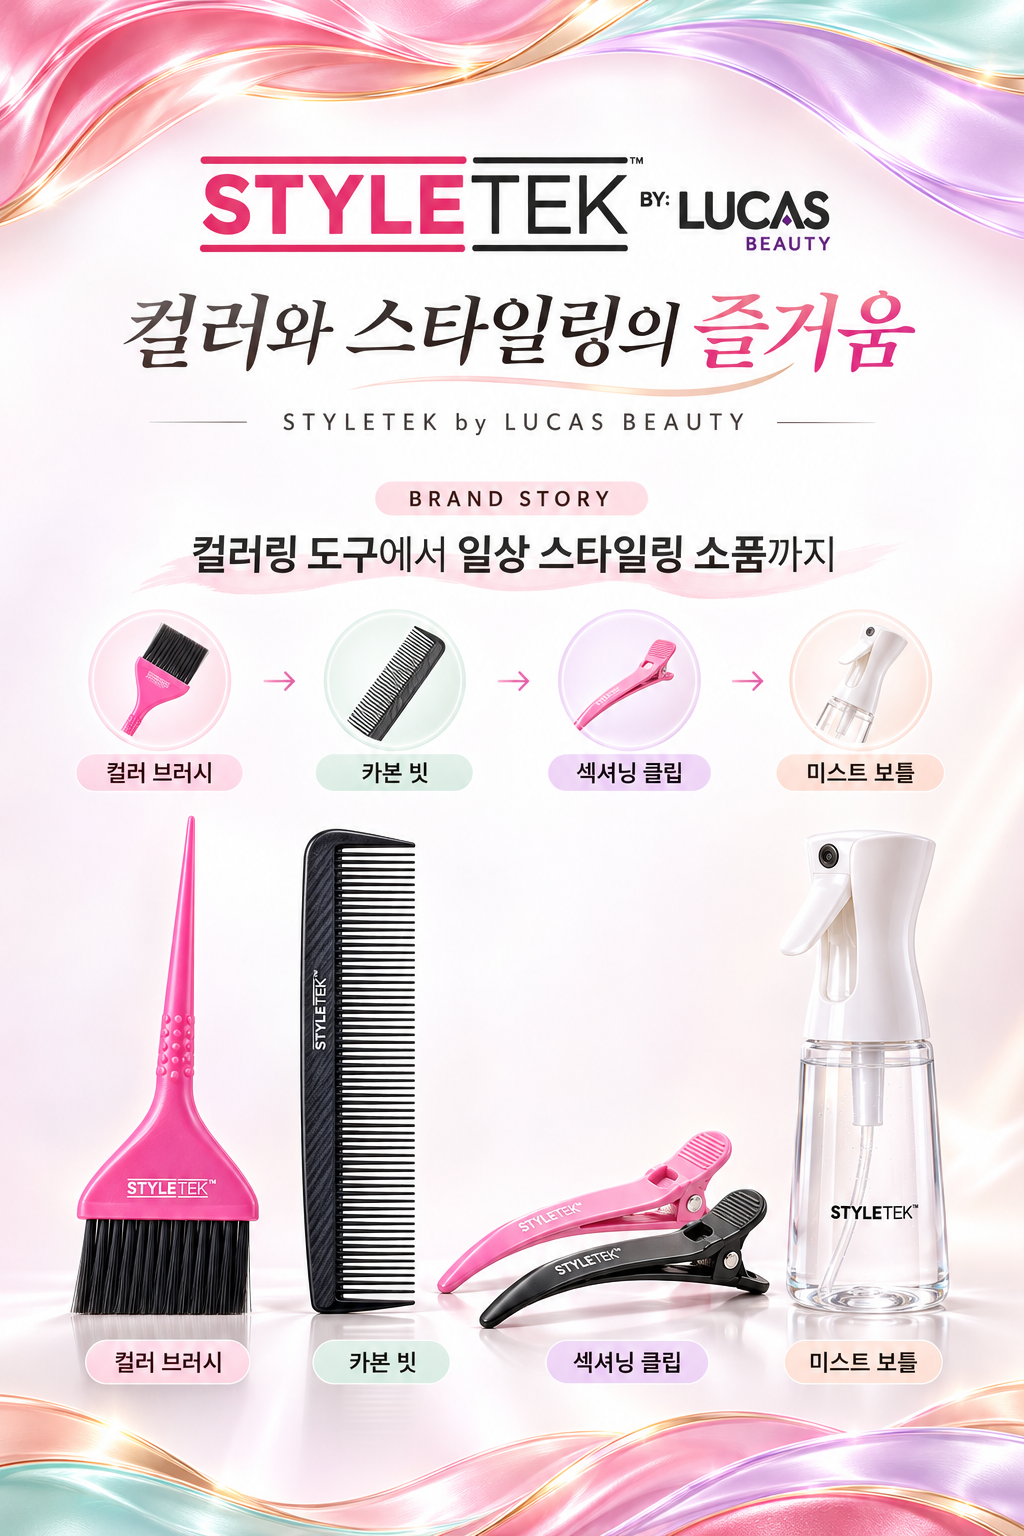 STYLETEK™ BY: LUCAS
BEAUTY
컬러와 스타일링의 즐거움
STYLETEK by LUCAS BEAUTY
BRAND STORY
컬러링 도구에서 일상 스타일링 소품까지
컬러 브러시
카본 빗
섹셔닝 클립
미스트 보틀
STYLETEK™
STYLETEK™
STYLETEK™
STYLETEK™
STYLETEK™
컬러 브러시
카본 빗
섹셔닝 클립
미스트 보틀